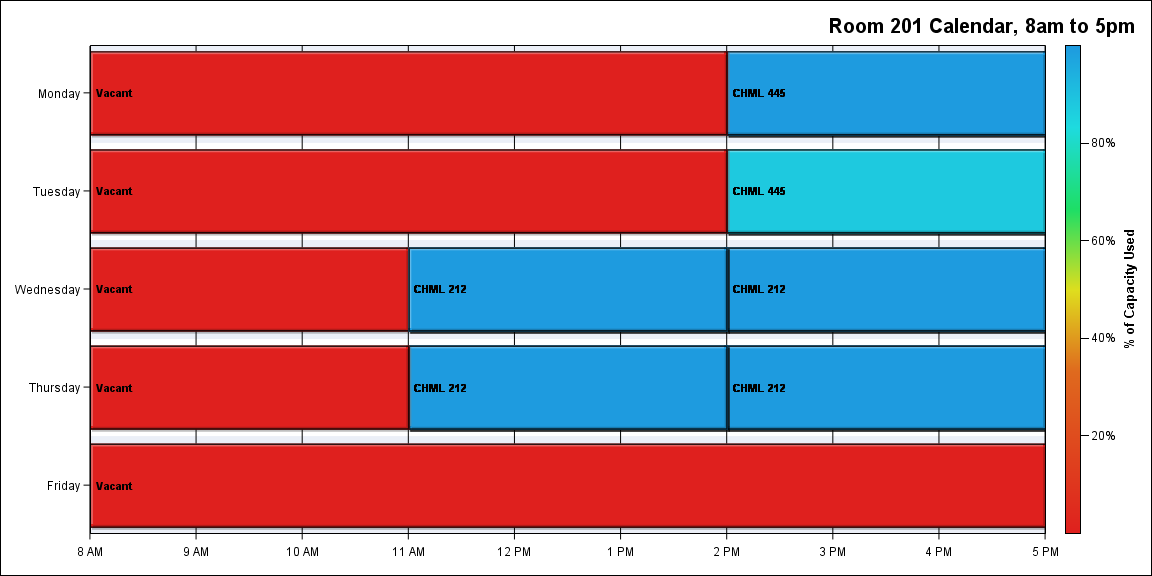 Room 201 Calendar, 8am to 5pm
Monday
Vacant
CHML 445
Tuesday
Vacant
CHML 445
Wednesday
Vacant
CHML 212
CHML 212
Thursday
Vacant
CHML 212
CHML 212
Friday
Vacant
8 AM
9 AM
10 AM
11 AM
12 PM
1 PM
2 PM
3 PM
4 PM
5 PM
80%
60%
40%
20%
% of Capacity Used